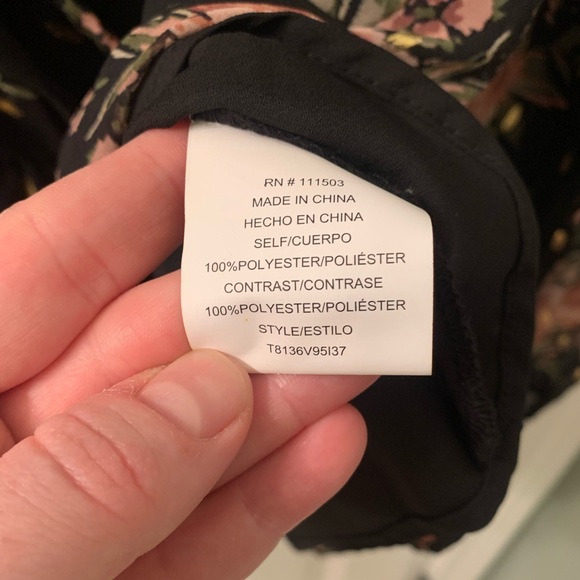 RN # 111503
MADE IN CHINA
HECHO EN CHINA
SELF/CUERPO
100%POLYESTER/POLIÉSTER
CONTRAST/CONTRASE
100%POLYESTER/POLIÉSTER
STYLE/ESTILO
T8136V95I37